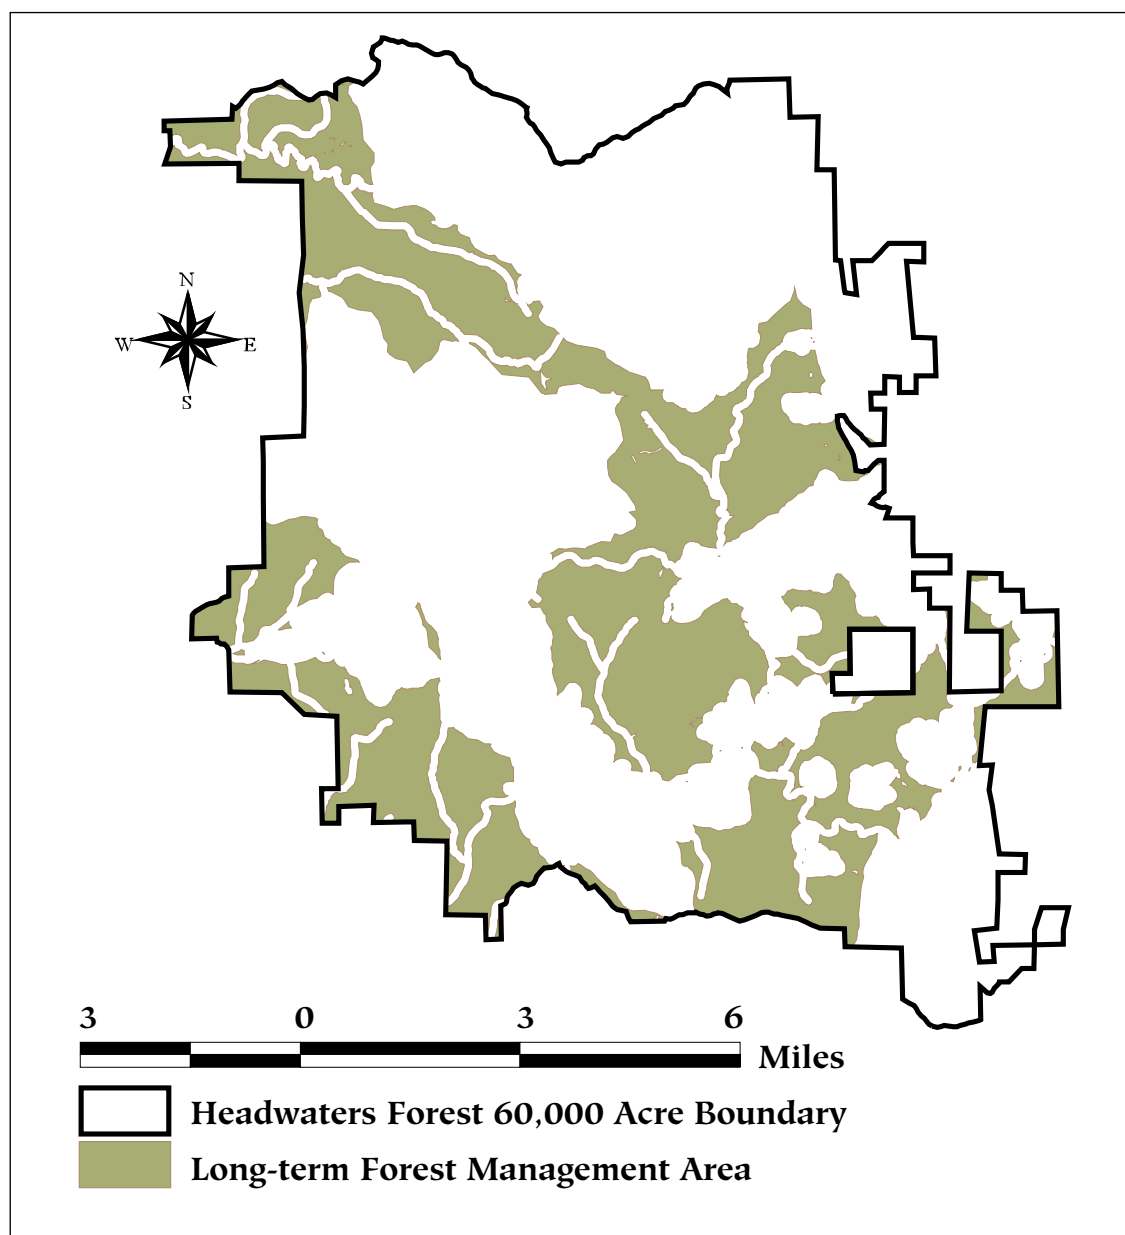 N
W E
S
3 0 3 6
Miles
Headwaters Forest 60,000 Acre Boundary
Long-term Forest Management Area